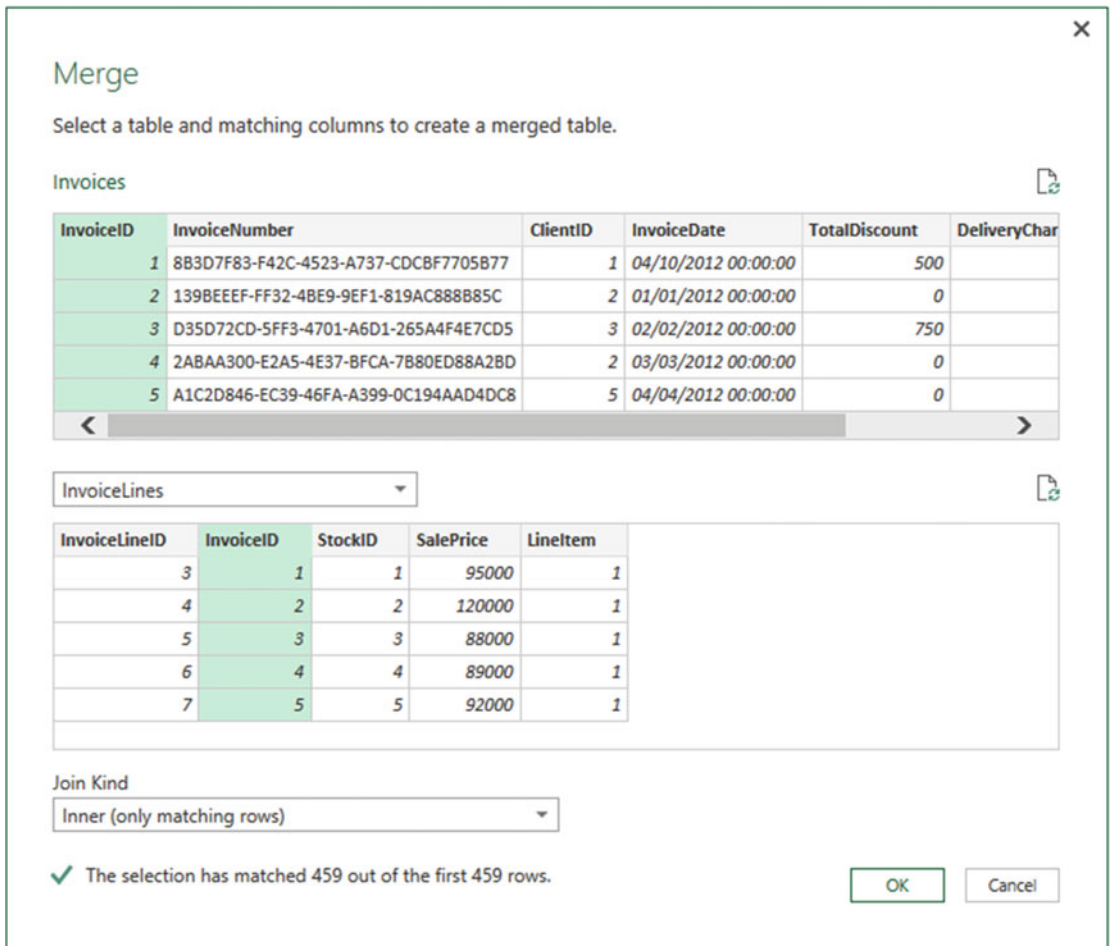 Merge
Select a table and matching columns to create a merged table.
Invoices
InvoiceID InvoiceNumber ClientID InvoiceDate TotalDiscount DeliveryChar
1 8B3D7F83-F42C-4523-A737-CDCBF7705B77 1 04/10/2012 00:00:00 500
2 139BEEEF-FF32-4BE9-9EF1-819AC888B85C 2 01/01/2012 00:00:00 0
3 D35D72CD-5FF3-4701-A6D1-265A4F4E7CD5 3 02/02/2012 00:00:00 750
4 2ABAA300-E2A5-4E37-BFCA-7B80ED88A2BD 2 03/03/2012 00:00:00 0
5 A1C2D846-EC39-46FA-A399-0C194AAD4DC8 5 04/04/2012 00:00:00 0
InvoiceLines
InvoiceLineID InvoiceID StockID SalePrice LineItem
3 1 1 95000 1
4 2 2 120000 1
5 3 3 88000 1
6 4 4 89000 1
7 5 5 92000 1
Join Kind
Inner (only matching rows)
The selection has matched 459 out of the first 459 rows.
OK Cancel